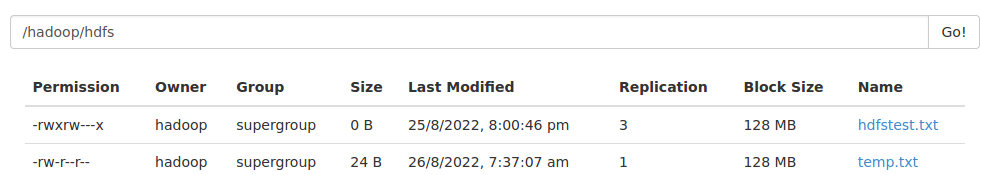 /hadoop/hdfs Go!
Permission Owner Group Size Last Modified Replication Block Size Name
-rwxrw---x hadoop supergroup 0 B 25/8/2022, 8:00:46 pm 3 128 MB hdfstest.txt
-rw-r--r-- hadoop supergroup 24 B 26/8/2022, 7:37:07 am 1 128 MB temp.txt